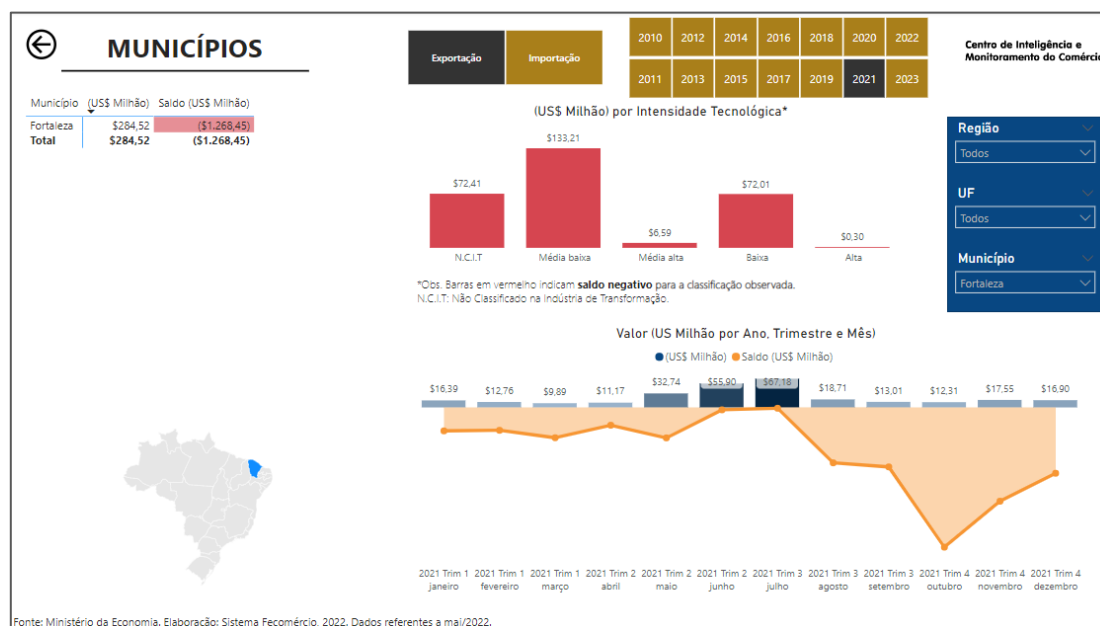 MUNICÍPIOS
Exportação
Importação
2010 2012 2014 2016 2018 2020 2022
2011 2013 2015 2017 2019 2021 2023
Centro de Inteligência e
Monitoramento do Comérc
Município (US$ Milhão) Saldo (US$ Milhão)
Fortaleza $284,52 ($1.268,45)
Total $284,52 ($1.268,45)
(US$ Milhão) por Intensidade Tecnológica*
$72,41 $133,21 $6,59 $72,01 $0,30
N.C.I.T Média baixa Média alta Baixa Alta
*Obs. Barras em vermelho indicam saldo negativo para a classificação observada.
N.C.I.T: Não Classificado na Indústria de Transformação.
Região
Todos
UF
Todos
Município
Fortaleza
Valor (US Milhão por Ano, Trimestre e Mês)
(US$ Milhão) Saldo (US$ Milhão)
$16,39 $12,76 $9,89 $11,17 $32,74 $55,90 $67,18 $18,71 $13,01 $12,31 $17,55 $16,90
2021 Trim 1 2021 Trim 1 2021 Trim 1 2021 Trim 2 2021 Trim 2 2021 Trim 2 2021 Trim 3 2021 Trim 3 2021 Trim 3 2021 Trim 4 2021 Trim 4 2021 Trim 4
janeiro fevereiro março abril maio junho julho agosto setembro outubro novembro dezembro
Fonte: Ministério da Economia. Elaboração: Sistema Fecomércio, 2022. Dados referentes a mai/2022.